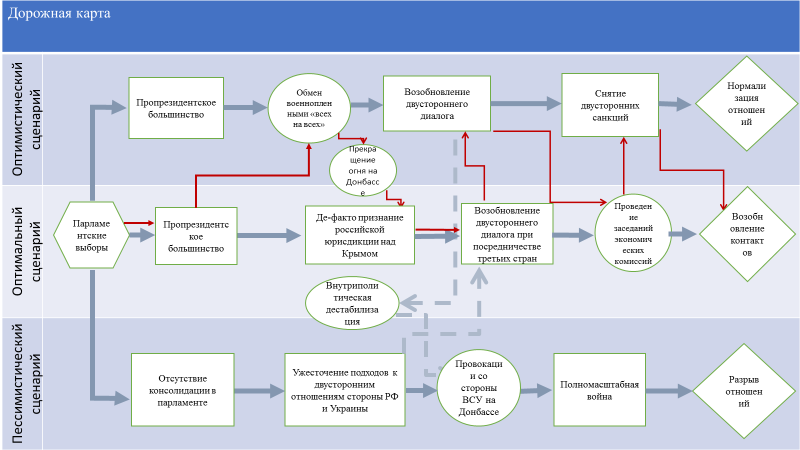 Дорожная карта
Оптимистический
сценарий
Пропрезидентское
большинство
Обмен
военноплен
ными «всех
на всех»
Возобновление
двустороннего
диалога
Снятие
двусторонних
санкций
Нормали
зация
отношен
ий
Прекра
щение
огня на
Донбасс
е
Оптимальный
сценарий
Парламе
нтские
выборы
Пропрезидентс
кое
большинство
Де-факто признание
российской
юрисдикции над
Крымом
Возобновление
двустороннего
диалога при
посредничестве
третьих стран
Проведен
ие
заседаний
экономич
еских
комиссий
Возобн
овление
контакт
ов
Внутриполи
тическая
дестабилиза
ция
Пессимистический
сценарий
Отсутствие
консолидации в
парламенте
Ужесточение подходов к
двусторонним
отношениям стороны РФ
и Украины
Провокаци
и со
стороны
ВСУ на
Донбассе
Полномасштабная
война
Разрыв
отношен
ий